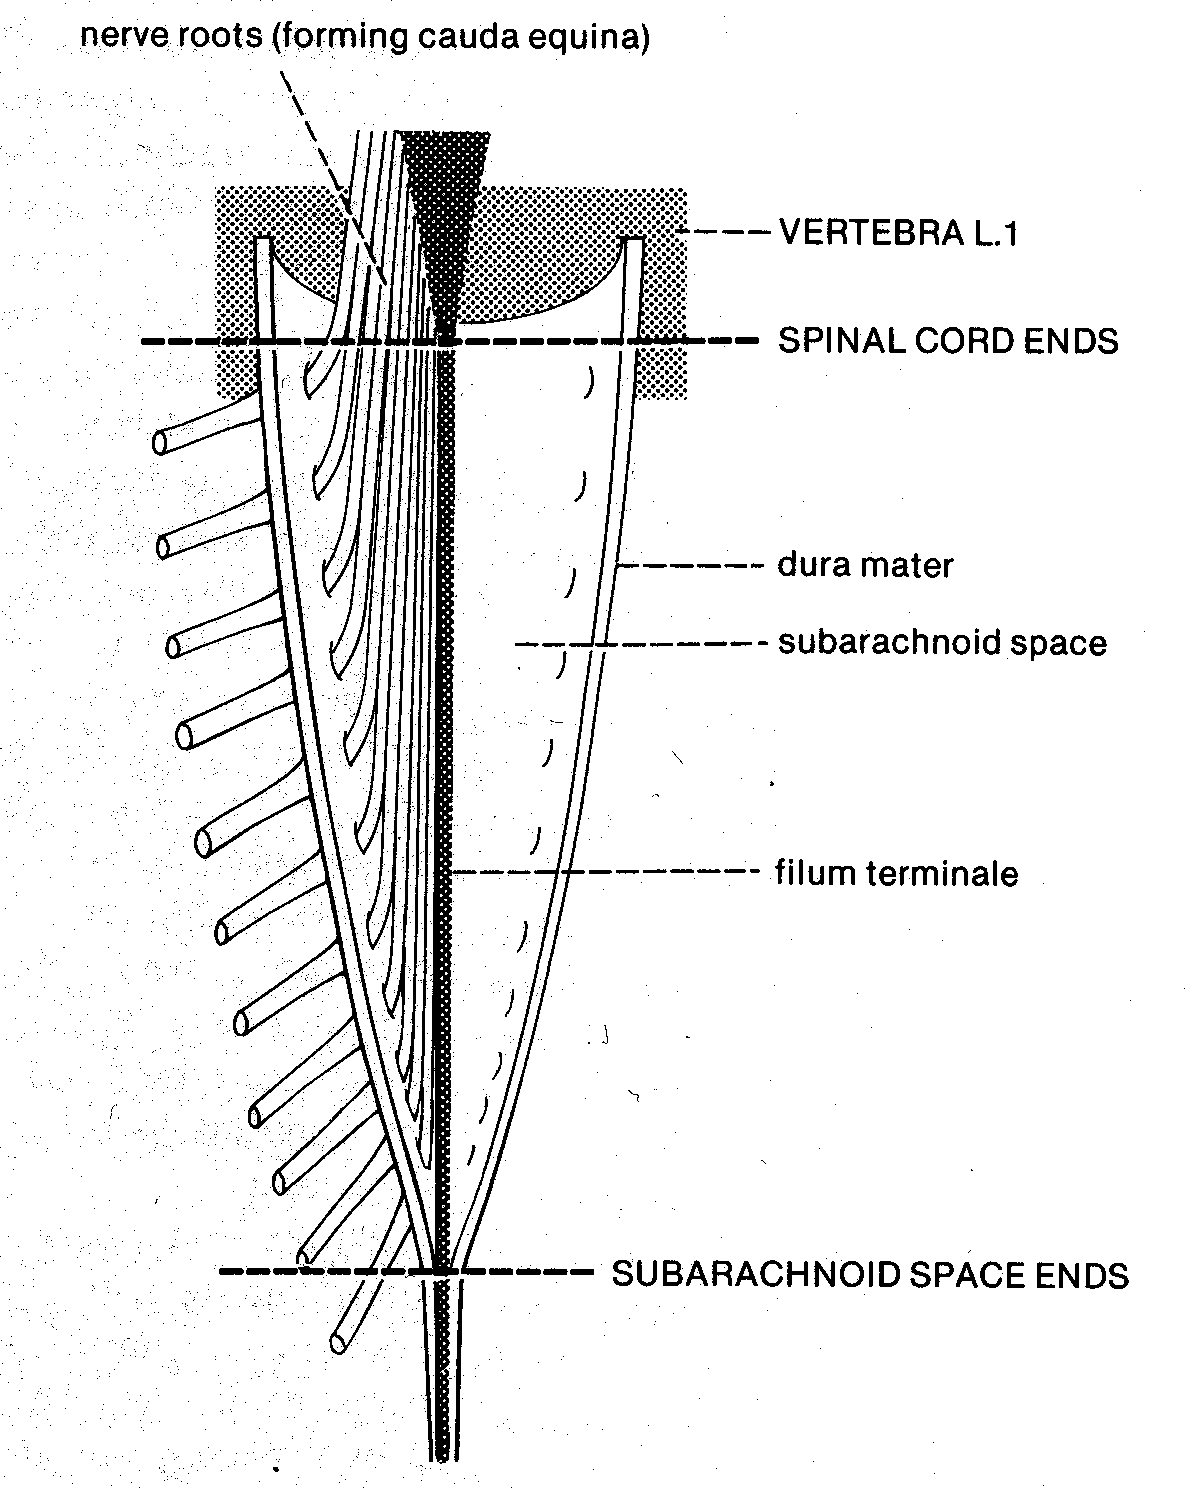 nerve roots (forming cauda equina)
VERTEBRA L.1
SPINAL CORD ENDS
dura mater
subarachnoid space
filum terminale
SUBARACHNOID SPACE ENDS